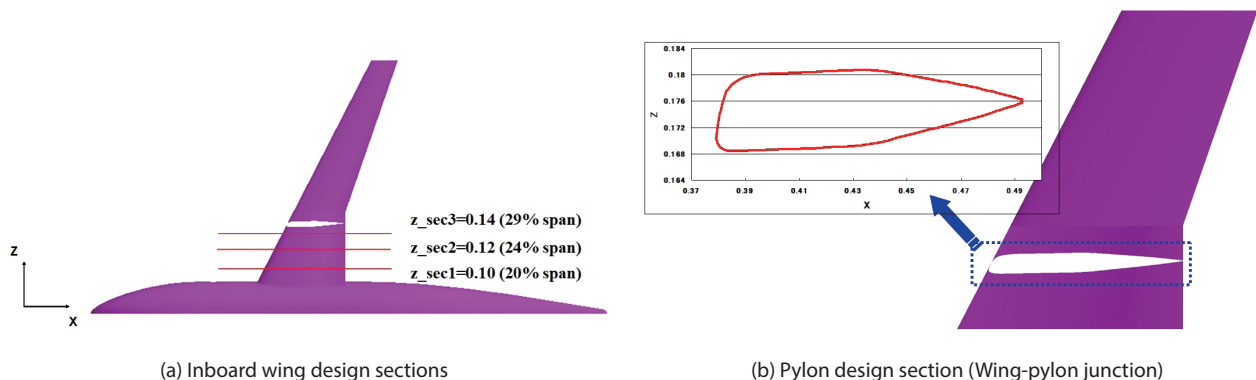 z_sec3=0.14 (29% span)
z_sec2=0.12 (24% span)
z_sec1=0.10 (20% span)
Z
X
(a) Inboard wing design sections
0.184
0.18
0.176
0.172
0.168
0.164
Z
0.37 0.39 0.41 0.43 0.45 0.47 0.49
X
(b) Pylon design section (Wing-pylon junction)